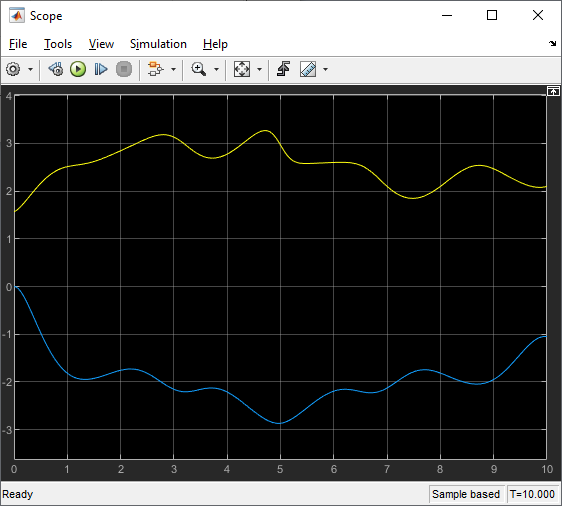 Scope
File Tools View Simulation Help
4
3
2
1
0
-1
-2
-3
0 1 2 3 4 5 6 7 8 9 10
Ready Sample based T=10.000